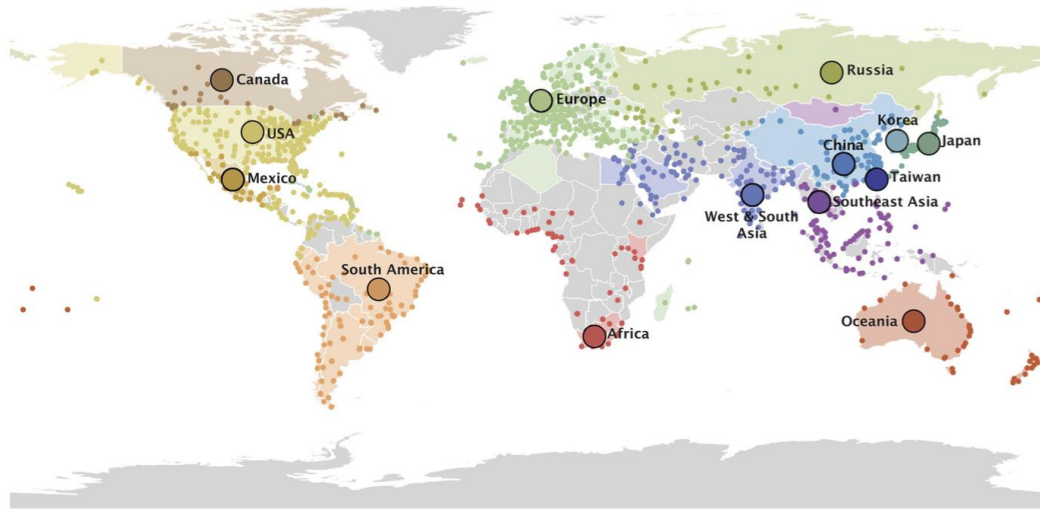 Canada
Russia
Europe
USA
Korea
Japan
China
Mexico
Taiwan
Southeast Asia
West & South
Asia
South America
Oceania
Africa